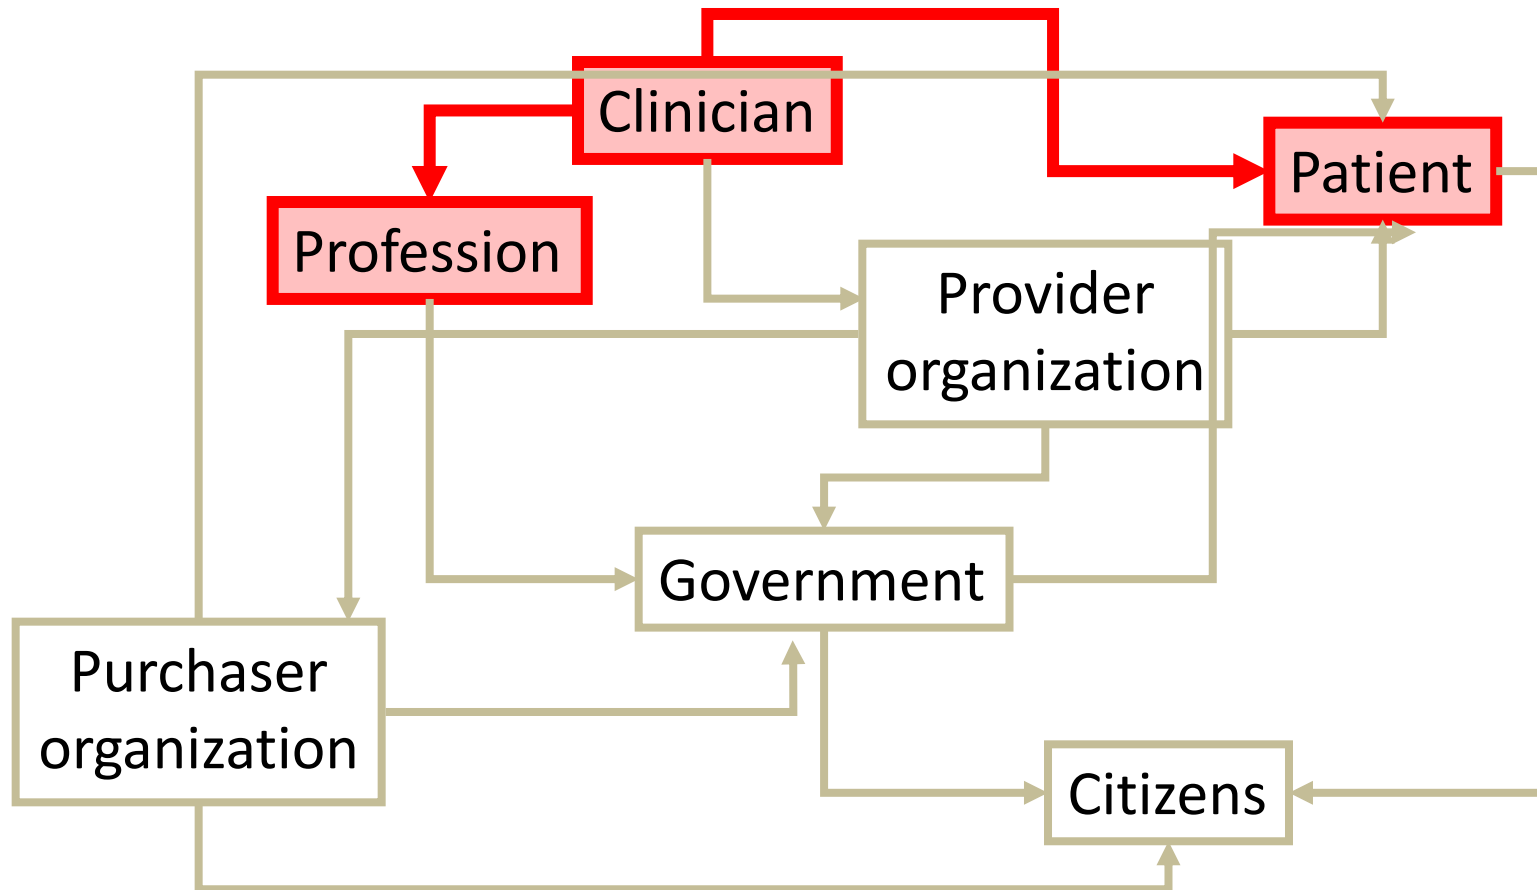 Clinician
Patient
Profession
Provider
organization
Government
Purchaser
organization
Citizens